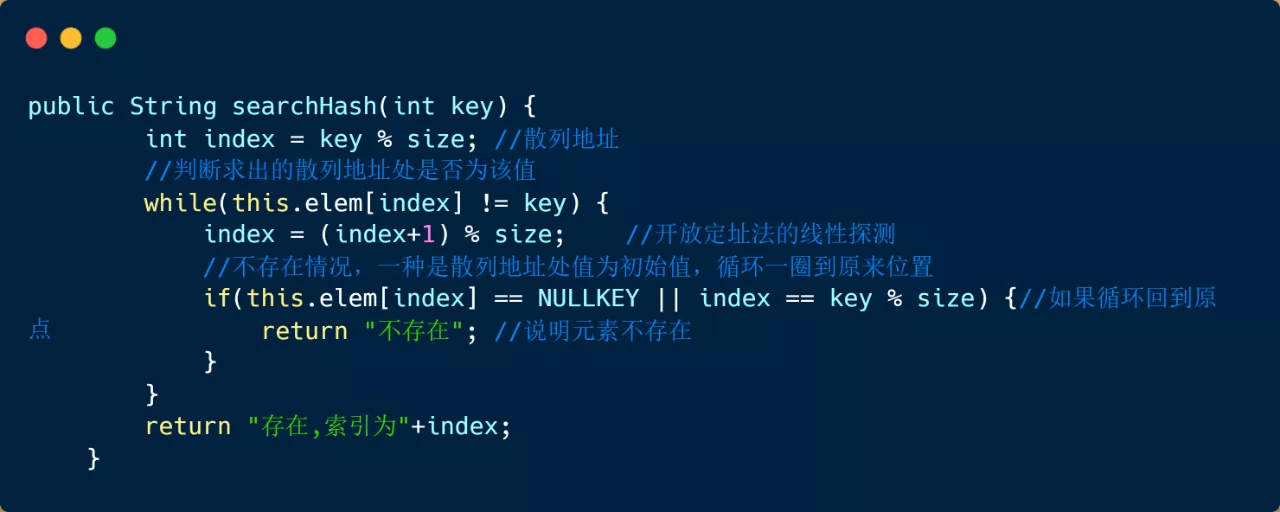 public String searchHash(int key) {
        int index = key % size; //散列地址
        //判断求出的散列地址处是否为该值
        while(this.elem[index] != key) {
            index = (index+1) % size;    //开放定址法的线性探测
            //不存在情况，一种是散列地址处值为初始值，循环一圈到原来位置
            if(this.elem[index] == NULLKEY || index == key % size) {//如果循环回到原
点                return "不存在"; //说明元素不存在
            }
        }
        return "存在,索引为"+index;
    }